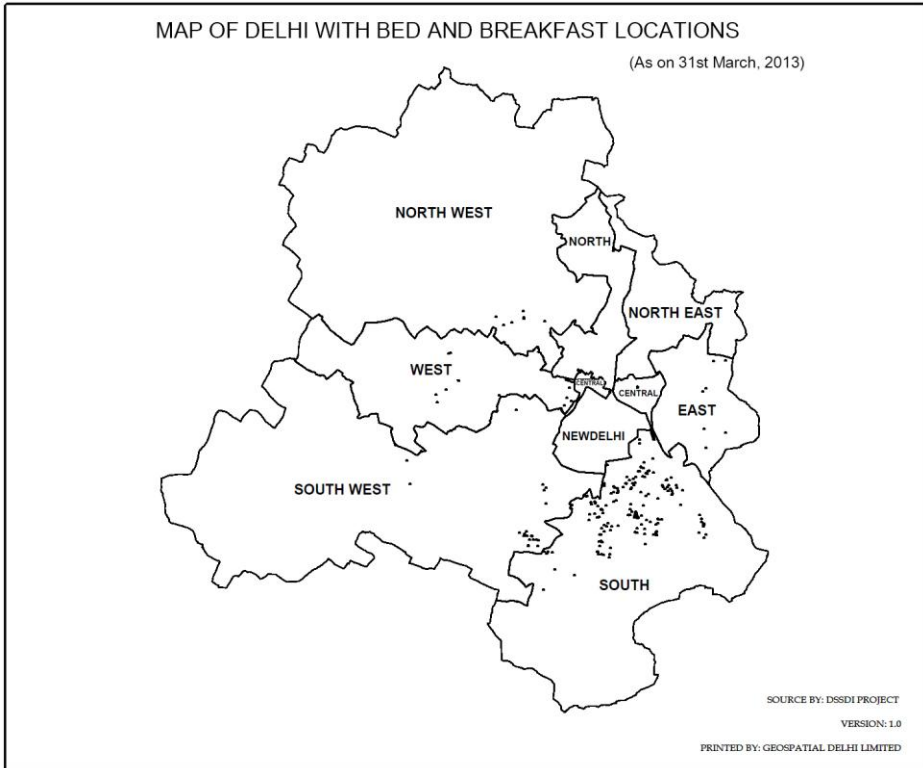 MAP OF DELHI WITH BED AND BREAKFAST LOCATIONS
(As on 31st March, 2013)
NORTH WEST
NORTH
NORTH EAST
WEST
CENTRAL
CENTRAL
EAST
NEWDELHI
SOUTH WEST
SOUTH
SOURCE BY: DSSDI PROJECT
VERSION: 1.0
PRINTED BY: GEOSPATIAL DELHI LIMITED